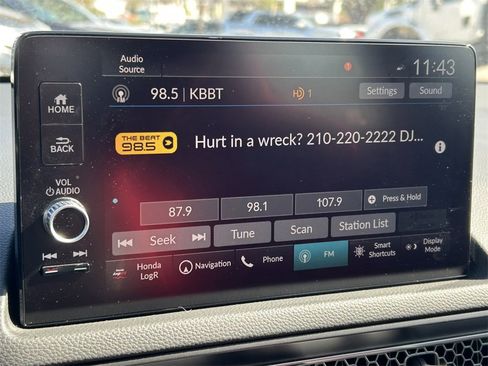 Audio
Source
11:43
HOME
98.5 | KBBT
HD 1
Settings
Sound
BACK
THE BEAT
98.5
Hurt in a wreck? 210-220-2222 DJ...
VOL
AUDIO
87.9
98.1
107.9
Press & Hold
Seek
Tune
Scan
Station List
Honda
LogR
Navigation
Phone
FM
Smart
Shortcuts
Display
Mode